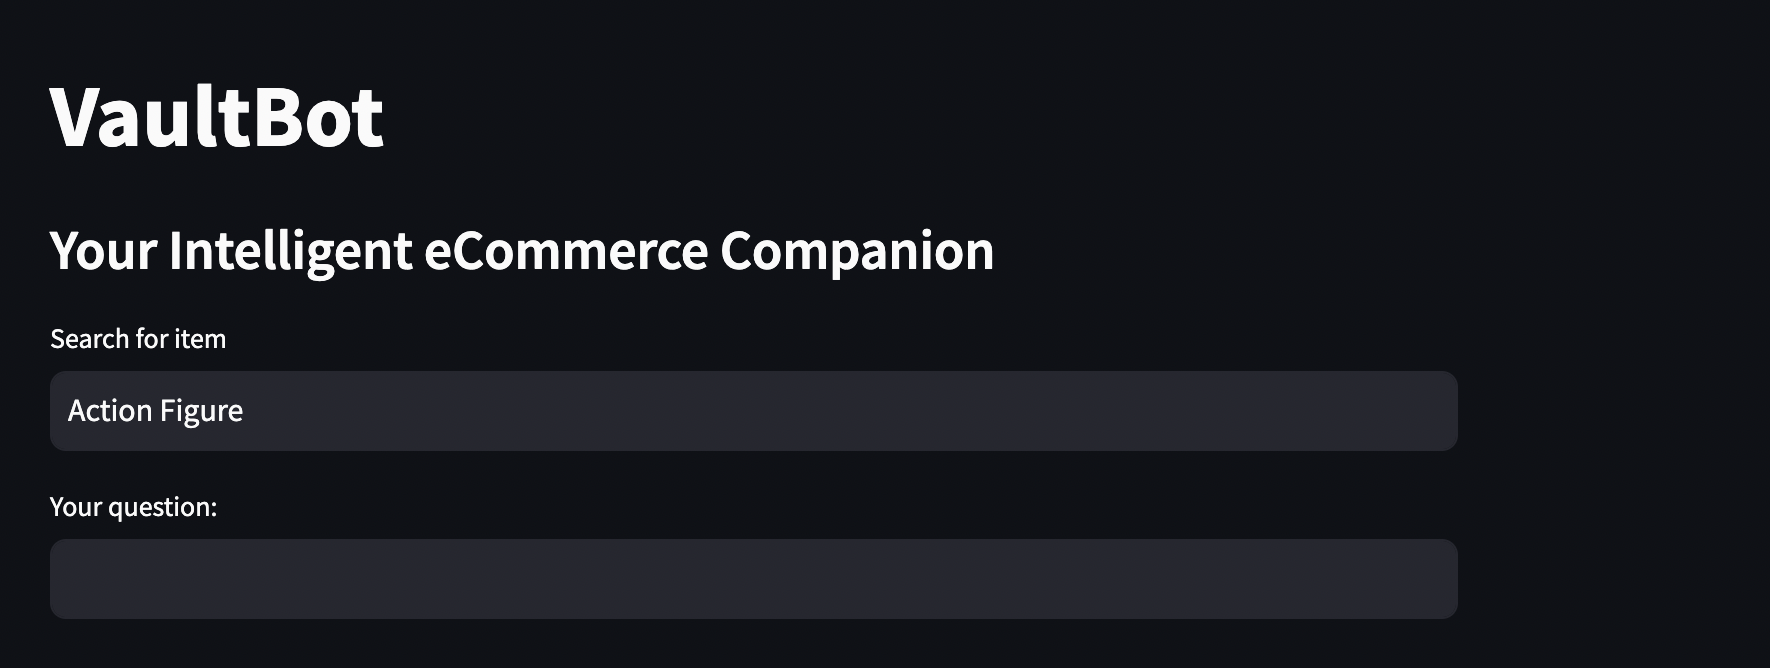 VaultBot
Your Intelligent eCommerce Companion
Search for item
Action Figure
Your question: